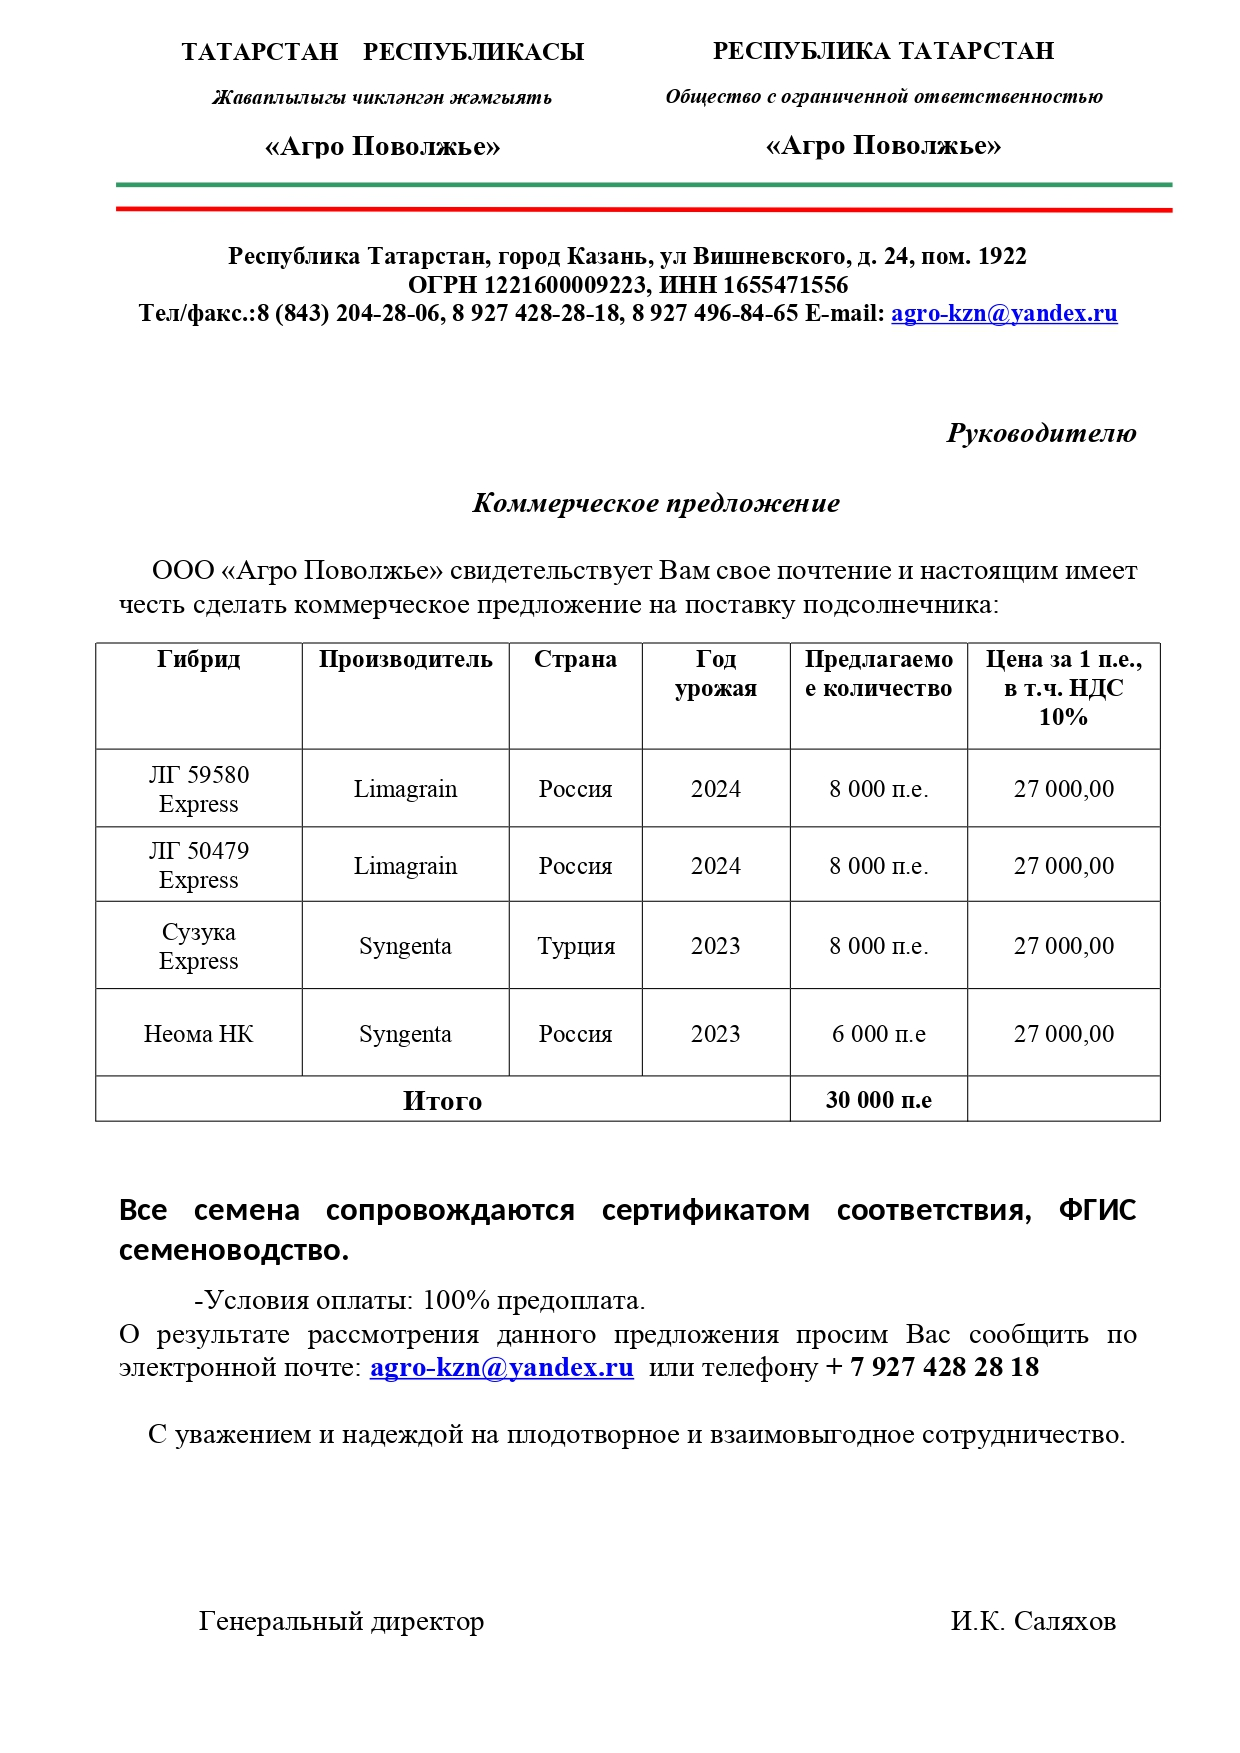 ТАТАРСТАН РЕСПУБЛИКАСЫ
Җаваплылыгы чикләнгән җәмгыять
«Агро Поволжье»
РЕСПУБЛИКА ТАТАРСТАН
Общество с ограниченной ответственностью
«Агро Поволжье»
Республика Татарстан, город Казань, ул Вишневского, д. 24, пом. 1922
ОГРН 1221600009223, ИНН 1655471556
Тел/факс.:8 (843) 204-28-06, 8 927 428-28-18, 8 927 496-84-65 E-mail: agro-kzn@yandex.ru
Руководителю
Коммерческое предложение
ООО «Агро Поволжье» свидетельствует Вам свое почтение и настоящим имеет
честь сделать коммерческое предложение на поставку подсолнечника:
Гибрид Производитель Страна Год Предлагаемо Цена за 1 п.е.,
урожая е количество в т.ч. НДС
10%
ЛГ 59580
Express Limagrain Россия 2024 8 000 п.е. 27 000,00
ЛГ 50479
Express Limagrain Россия 2024 8 000 п.е. 27 000,00
Сузука
Express Syngenta Турция 2023 8 000 п.е. 27 000,00
Неома НК Syngenta Россия 2023 6 000 п.е 27 000,00
Итого 30 000 п.е
Все семена сопровождаются сертификатом соответствия, ФГИС
семеноводство.
-Условия оплаты: 100% предоплата.
О результате рассмотрения данного предложения просим Вас сообщить по
электронной почте: agro-kzn@yandex.ru или телефону + 7 927 428 28 18
С уважением и надеждой на плодотворное и взаимовыгодное сотрудничество.
Генеральный директор И.К. Саляхов